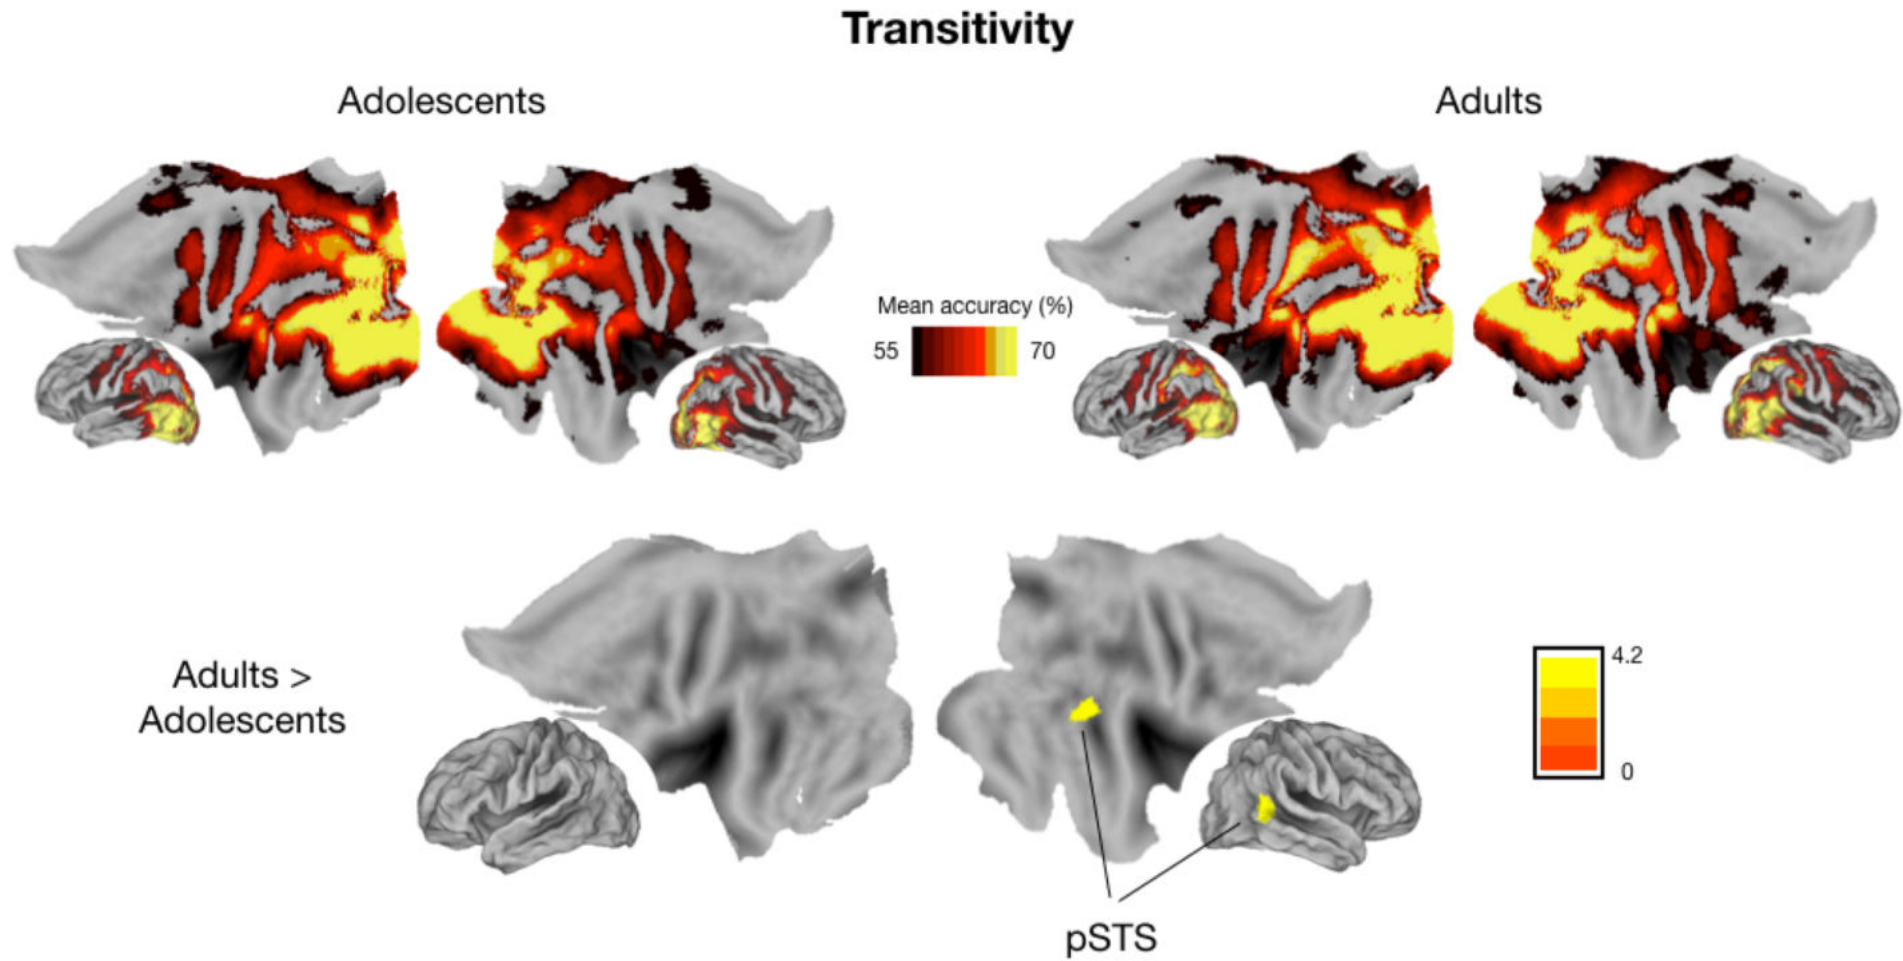 Transitivity
Adolescents
Adults
Mean accuracy (%)
55
70
Adults >
Adolescents
4.2
0
pSTS